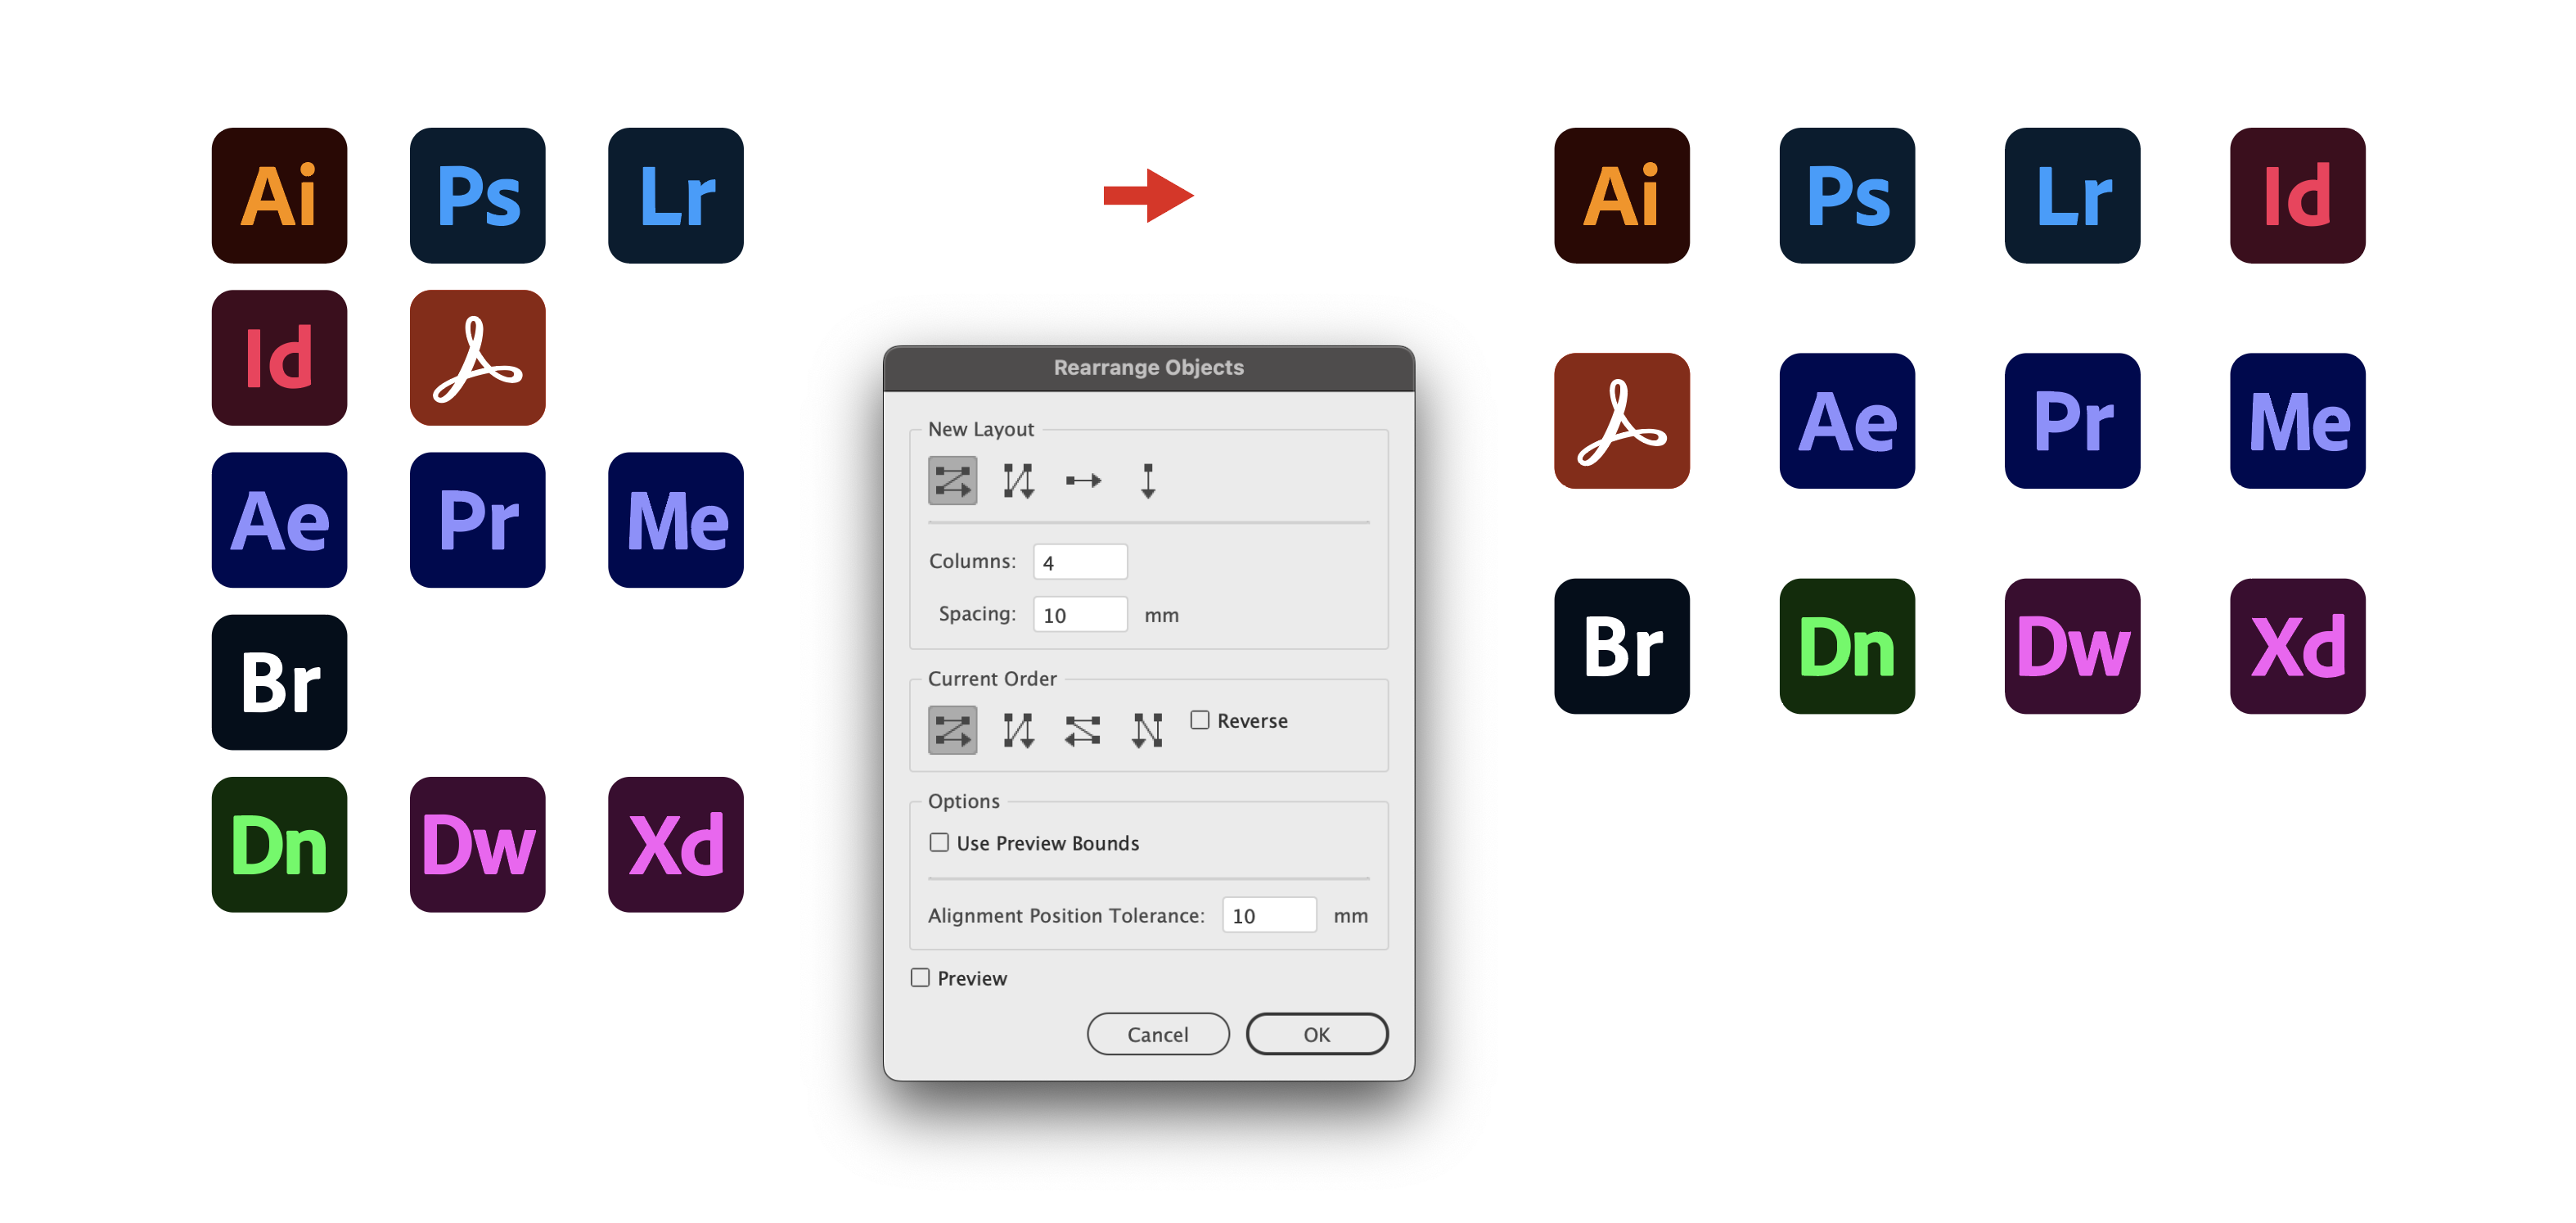 Ai Ps Lr
Id
Ae Pr Me
Br
Dn Dw Xd
Rearrange Objects
New Layout
Columns: 4
Spacing: 10 mm
Current Order
Reverse
Options
Use Preview Bounds
Alignment Position Tolerance: 10 mm
Preview
Cancel OK
Ai Ps Lr Id
Ae Pr Me
Br Dn Dw Xd